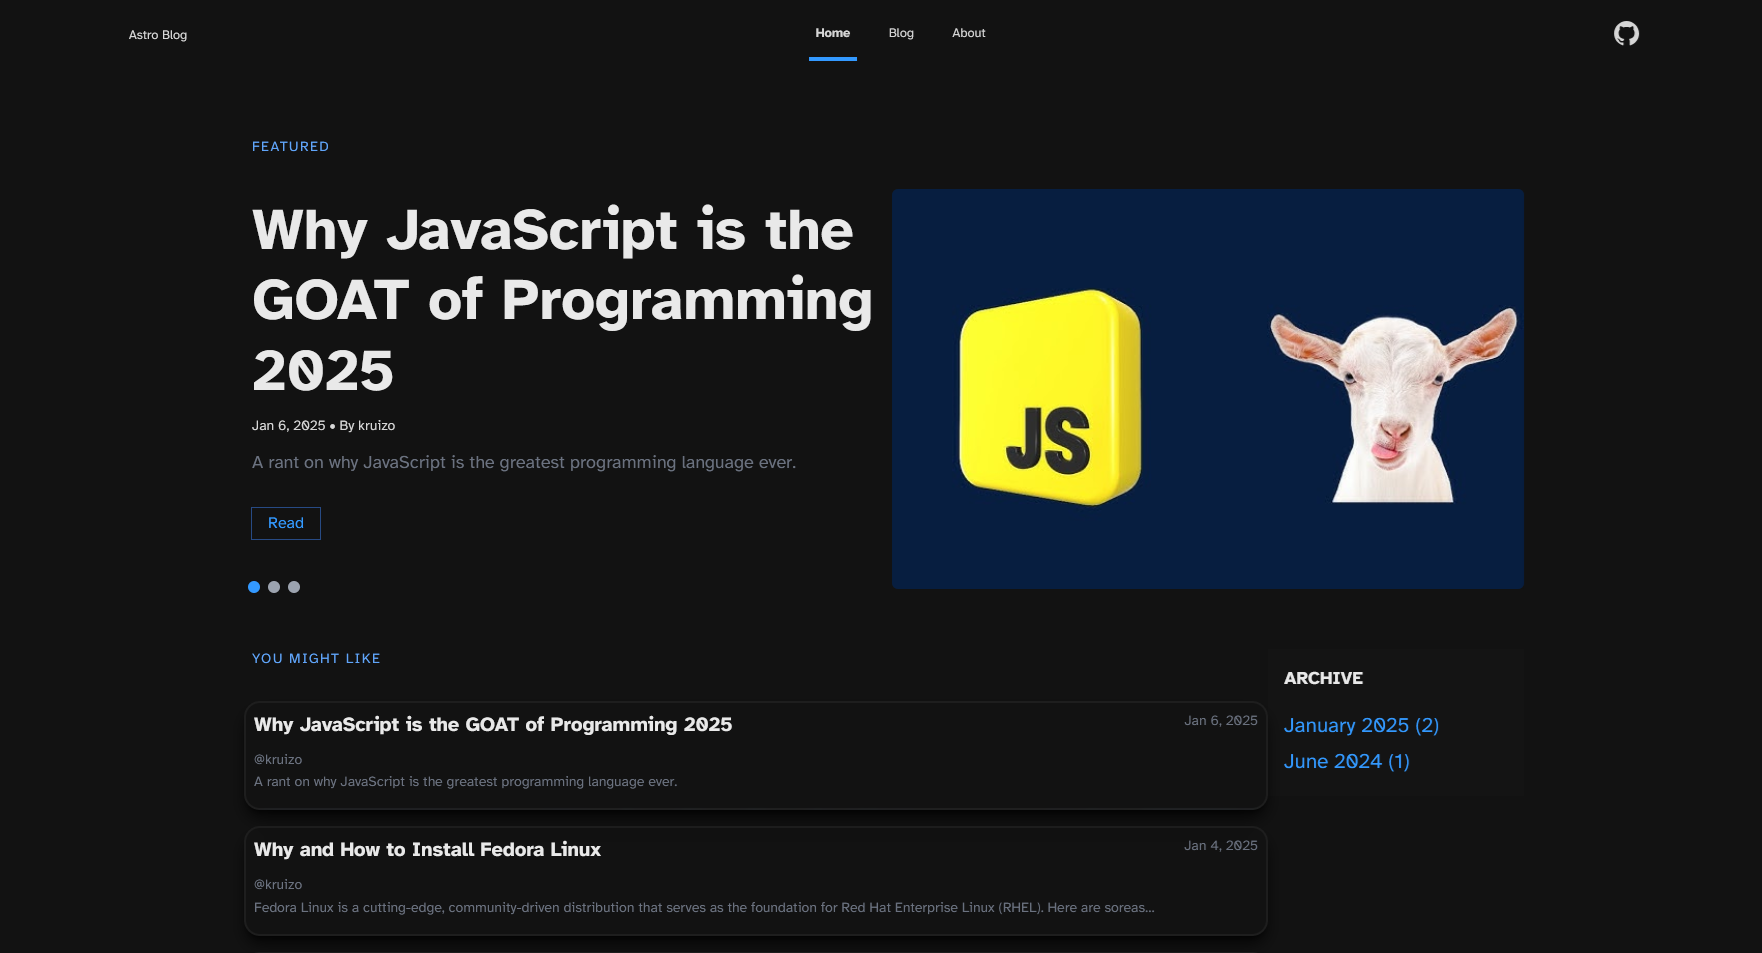 Astro Blog
Home
Blog
About
FEATURED
Why JavaScript is the
GOAT of Programming
2025
Jan 6, 2025 • By kruizo
A rant on why JavaScript is the greatest programming language ever.
Read
JS
YOU MIGHT LIKE
Why JavaScript is the GOAT of Programming 2025
Jan 6, 2025
@kruizo
A rant on why JavaScript is the greatest programming language ever.
Why and How to Install Fedora Linux
Jan 4, 2025
@kruizo
Fedora Linux is a cutting-edge, community-driven distribution that serves as the foundation for Red Hat Enterprise Linux (RHEL). Here are soreas...
ARCHIVE
January 2025 (2)
June 2024 (1)